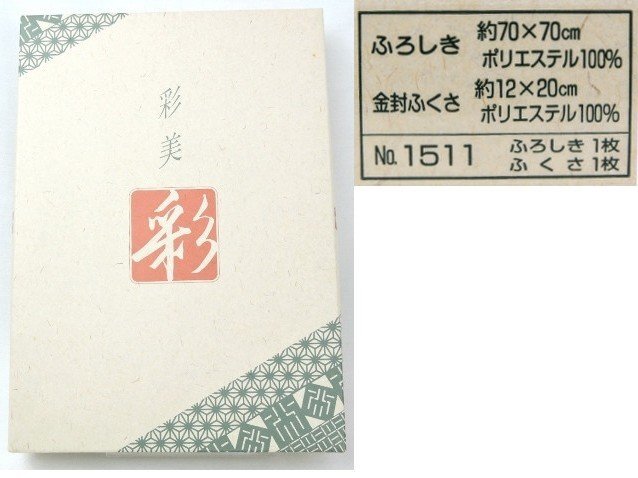 彩美
彩
ふろしき 約70×70cm
ポリエステル100%
金封ふくさ 約12×20cm
ポリエステル100%
No.1511 ふろしき1枚
ふくさ1枚